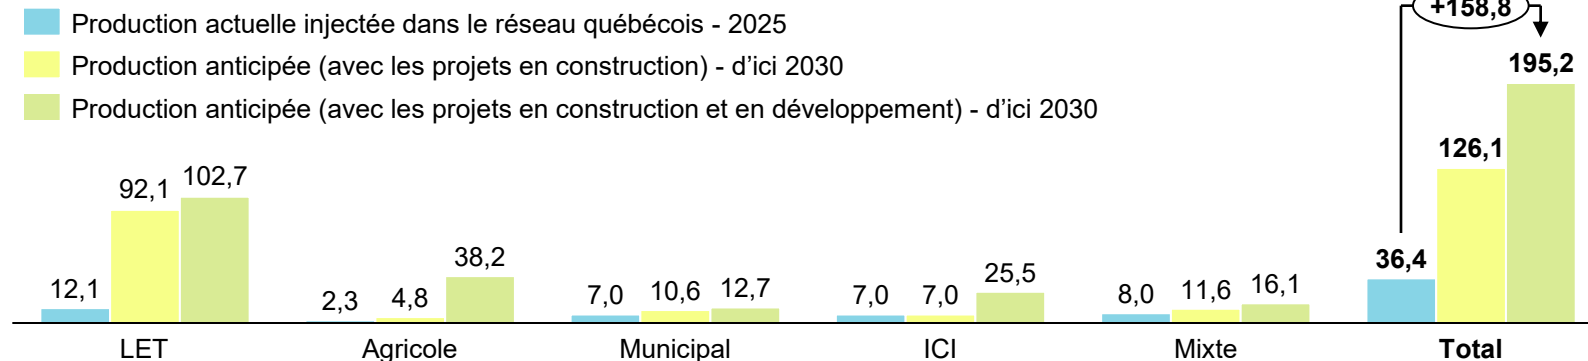 +158,8
Production actuelle injectée dans le réseau québécois - 2025
Production anticipée (avec les projets en construction) - d’ici 2030
Production anticipée (avec les projets en construction et en développement) - d’ici 2030
195,2
126,1
92,1 102,7
38,2
36,4
12,1
2,3 4,8
7,0 10,6 12,7
7,0 7,0 25,5
8,0 11,6 16,1
LET Agricole Municipal ICI Mixte Total